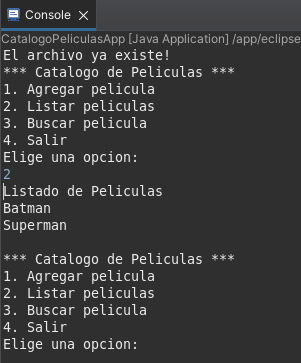 Console
CatalogoPeliculasApp [Java Application] /app/eclipse
El archivo ya existe!
*** Catalogo de Peliculas ***
1. Agregar pelicula
2. Listar peliculas
3. Buscar pelicula
4. Salir
Elige una opcion:
2
Listado de Peliculas
Batman
Superman
*** Catalogo de Peliculas ***
1. Agregar pelicula
2. Listar peliculas
3. Buscar pelicula
4. Salir
Elige una opcion: